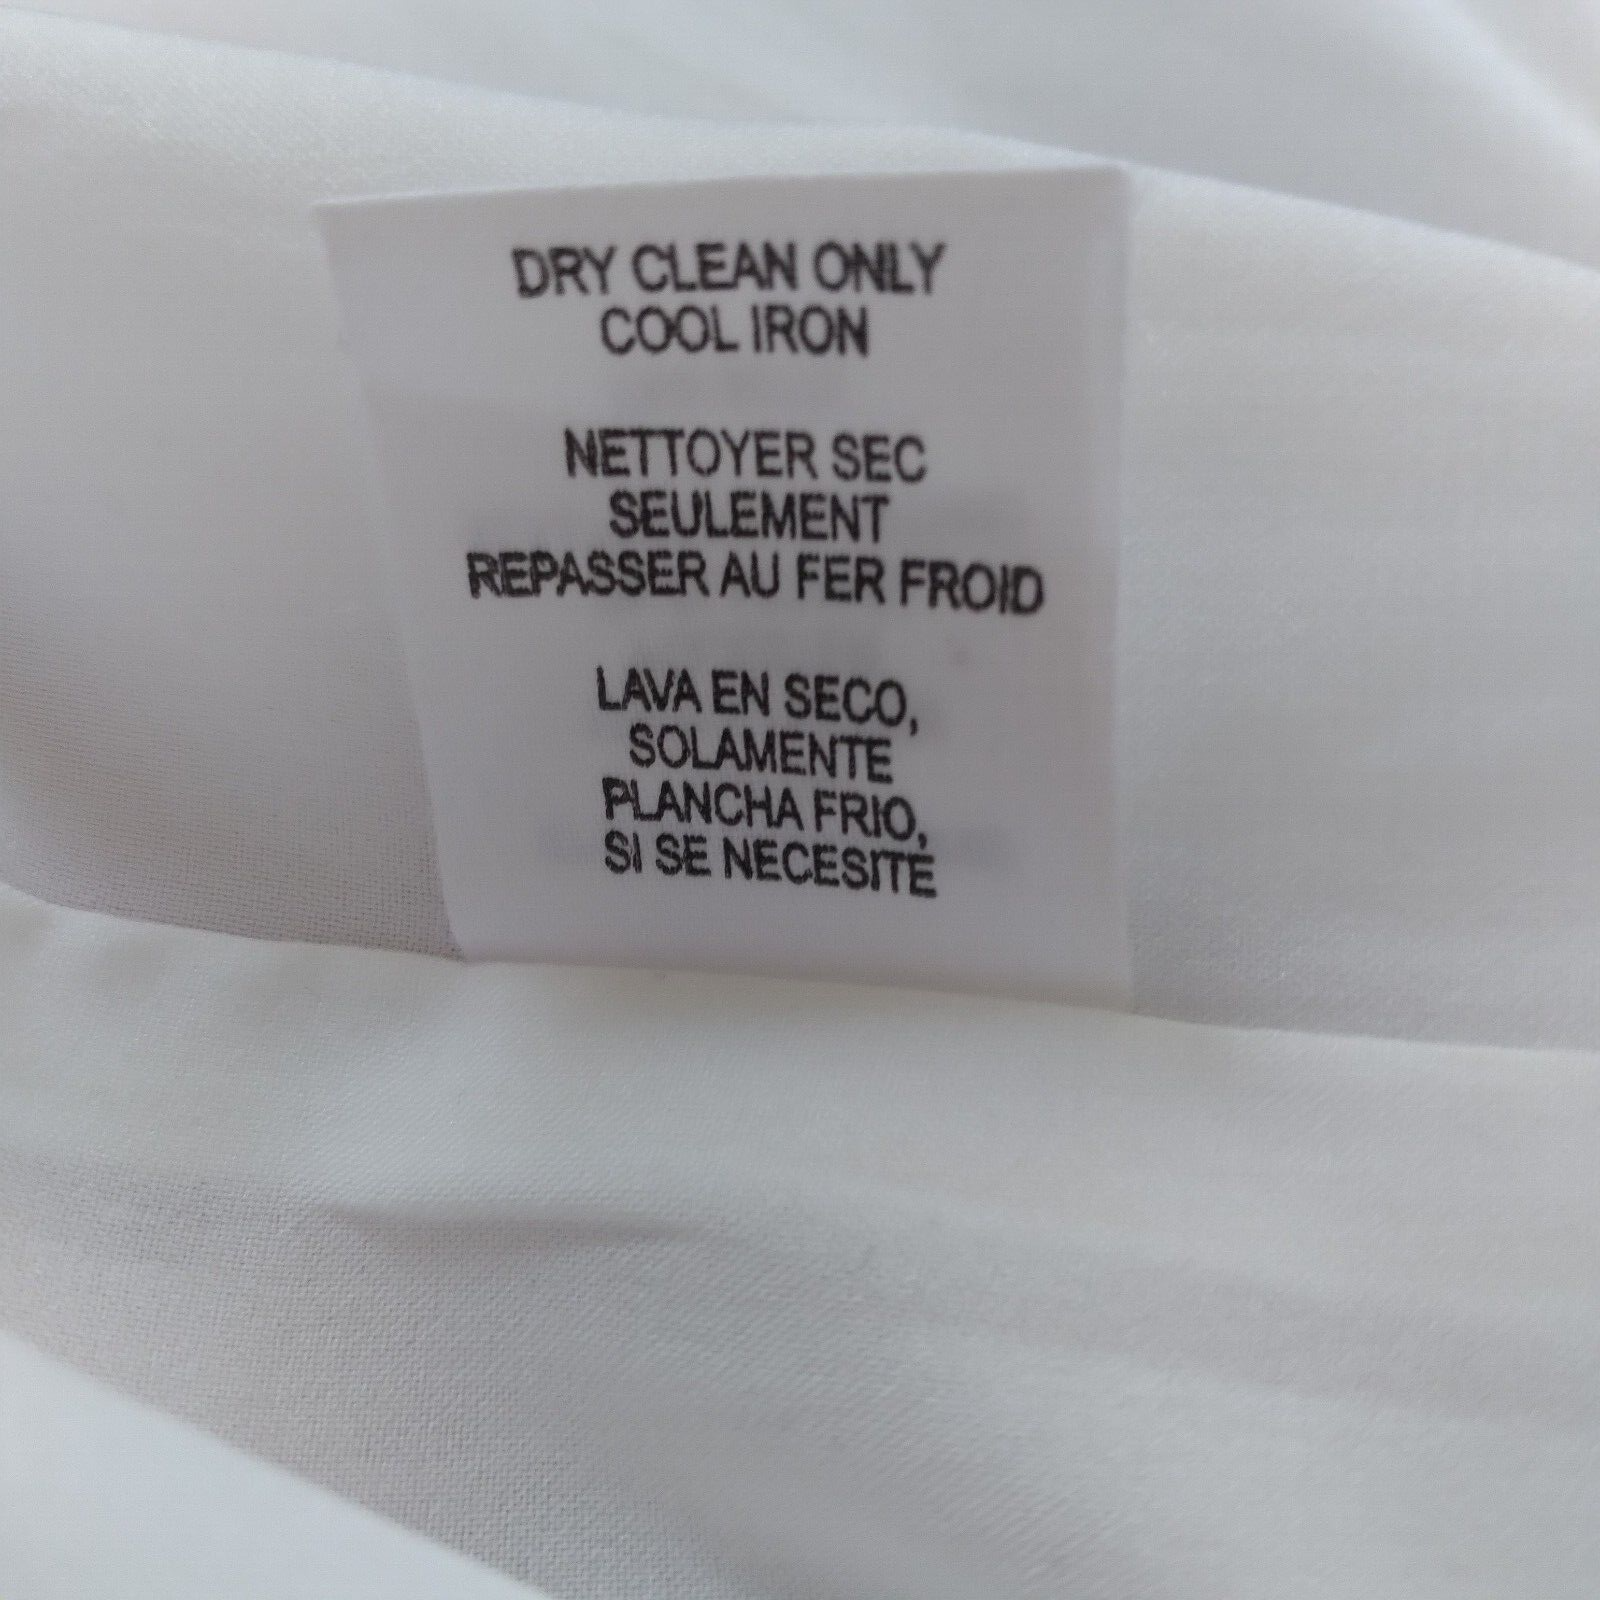 DRY CLEAN ONLY
COOL IRON
NETTOYER SEC
SEULEMENT
REPASSER AU FER FROID
LAVA EN SECO,
SOLAMENTE
PLANCHA FRIO,
SI SE NECESITE